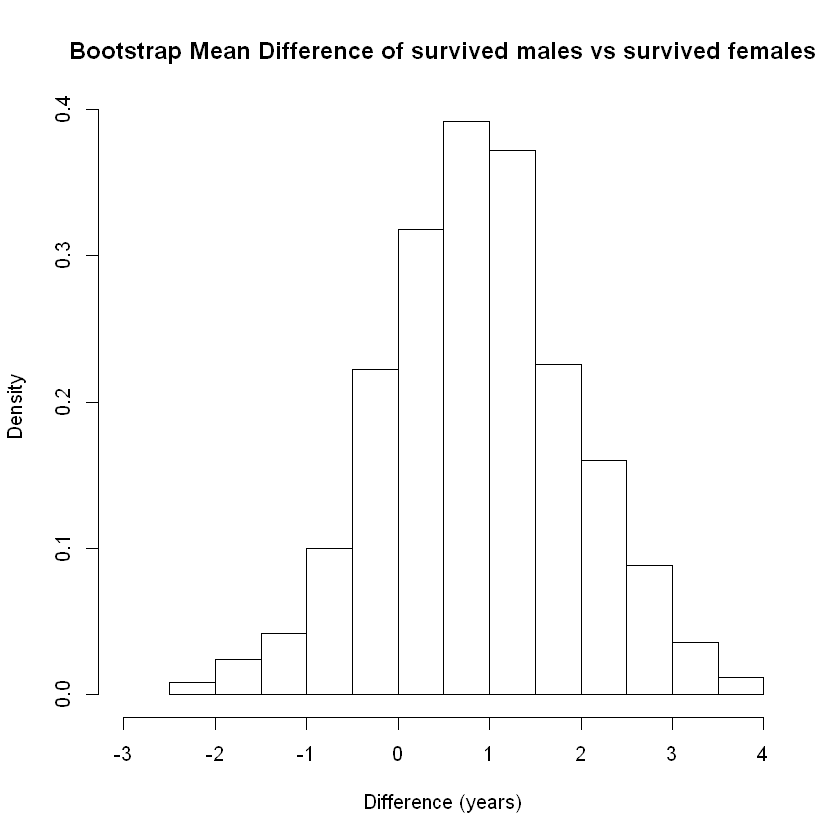 Bootstrap Mean Difference of survived males vs survived females
0.4
0.3
0.2
0.1
0.0
Density
-3 -2 -1 0 1 2 3 4
Difference (years)